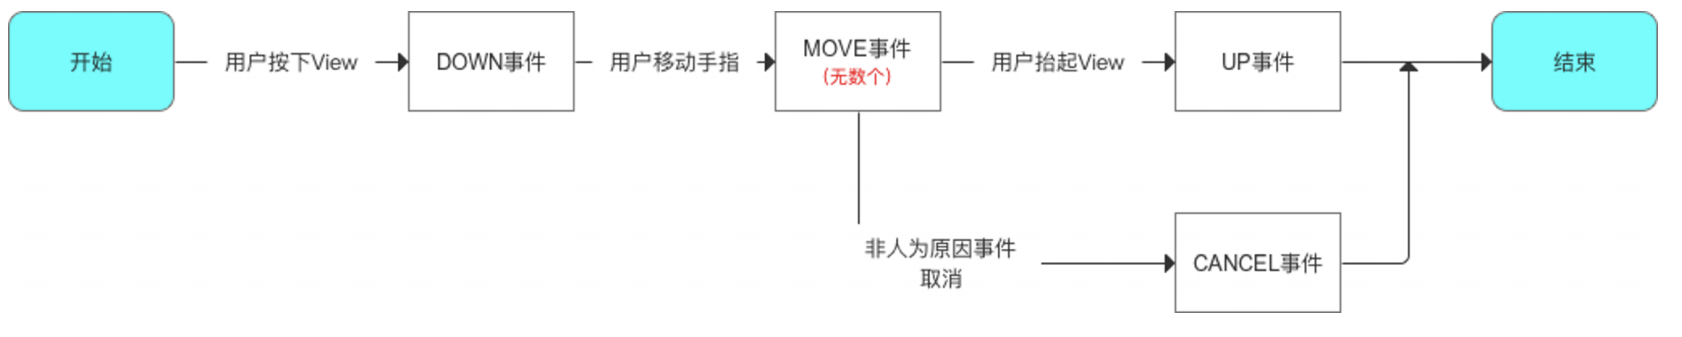 开始
用户按下View
DOWN事件
用户移动手指
MOVE事件
(无数个)
用户抬起View
UP事件
结束
非人为原因事件
取消
CANCEL事件